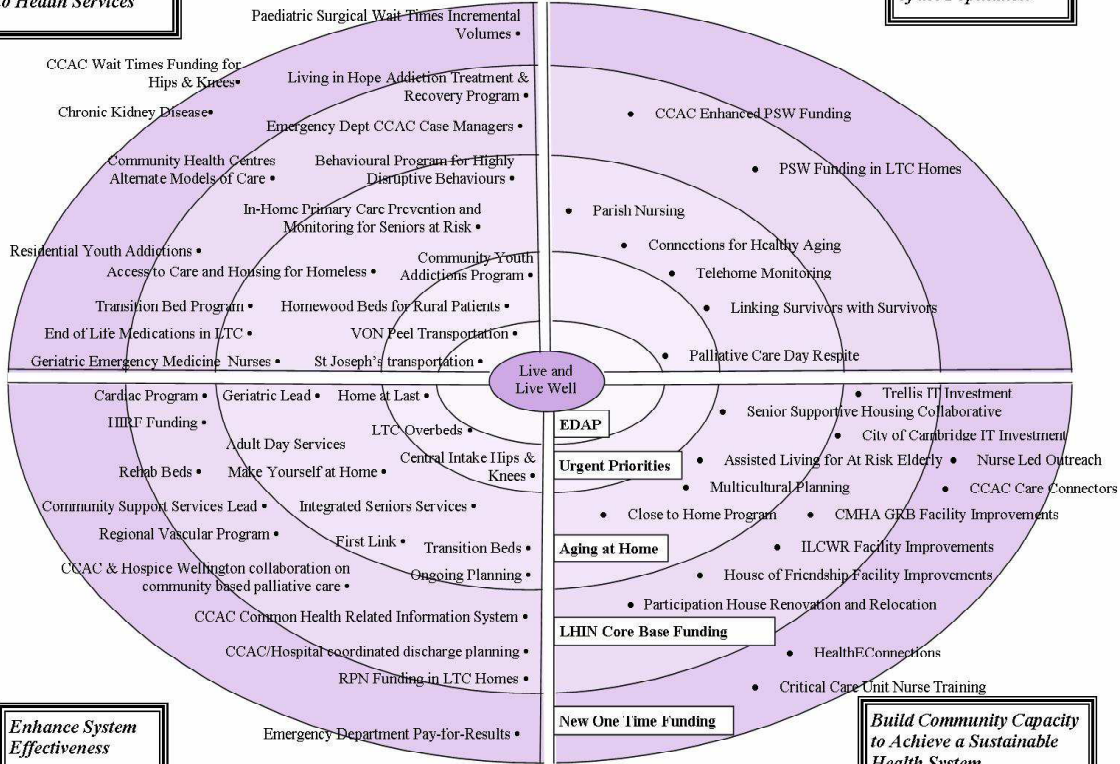 to Health Services
Paediatric Surgical Wait Times Incremental
Volumes •
CCAC Wait Times Funding for
Hips & Knees•
Living in Hope Addiction Treatment &
Recovery Program •
Chronic Kidney Disease•
Emergency Dept CCAC Case Managers •
Community Health Centres
Alternate Models of Care •
Behavioural Program for Highly
Disruptive Behaviours •
In-Home Primary Care Prevention and
Monitoring for Seniors at Risk •
Residential Youth Addictions •
Community Youth
Addictions Program •
Access to Care and Housing for Homeless •
Transition Bed Program •
Homewood Beds for Rural Patients •
End of Life Medications in LTC •
VON Peel Transportation •
Geriatric Emergency Medicine Nurses •
St Joseph's transportation •
• CCAC Enhanced PSW Funding
• PSW Funding in LTC Homes
• Parish Nursing
• Connections for Healthy Aging
• Telehome Monitoring
• Linking Survivors with Survivors
• Palliative Care Day Respite
Live and
Live Well
Cardiac Program •
Geriatric Lead •
Home at Last •
HIRF Funding •
LTC Overbeds •
Adult Day Services
Central Intake Hips &
Knees •
Rehab Beds •
Make Yourself at Home •
Community Support Services Lead •
Integrated Seniors Services •
Regional Vascular Program •
First Link •
Transition Beds •
CCAC & Hospice Wellington collaboration on
community based palliative care •
Ongoing Planning •
CCAC Common Health Related Information System •
CCAC/Hospital coordinated discharge planning •
RPN Funding in LTC Homes •
Emergency Department Pay-for-Results •
EDAP
Urgent Priorities
Aging at Home
LHIN Core Base Funding
New One Time Funding
• Trellis IT Investment
• Senior Supportive Housing Collaborative
• City of Cambridge IT Investment
• Assisted Living for At Risk Elderly
• Nurse Led Outreach
• Multicultural Planning
• CCAC Care Connectors
• Close to Home Program
• CMHA GRB Facility Improvements
• ILCWR Facility Improvements
• House of Friendship Facility Improvements
• Participation House Renovation and Relocation
• HealthEConnections
• Critical Care Unit Nurse Training
Enhance System
Effectiveness
Build Community Capacity
to Achieve a Sustainable
Health System